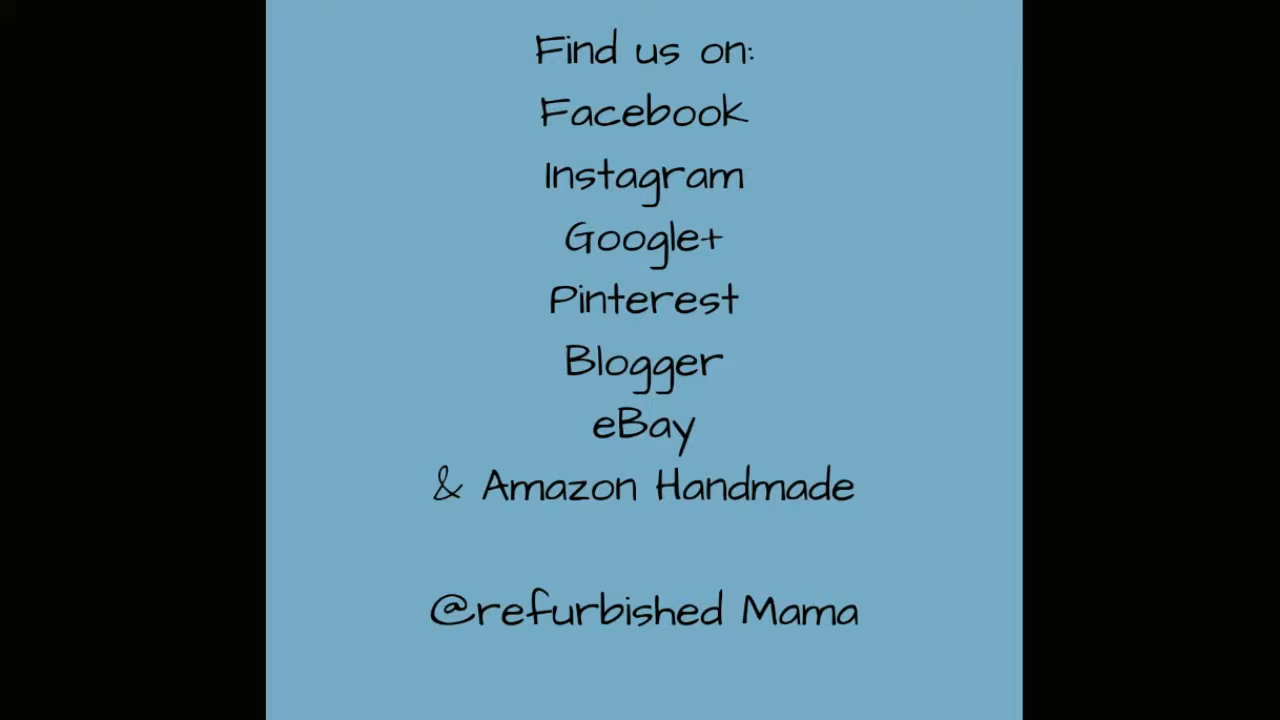 Find us on:
Facebook
Instagram
Google+
Pinterest
Blogger
eBay
& Amazon Handmade
@refurbished Mama